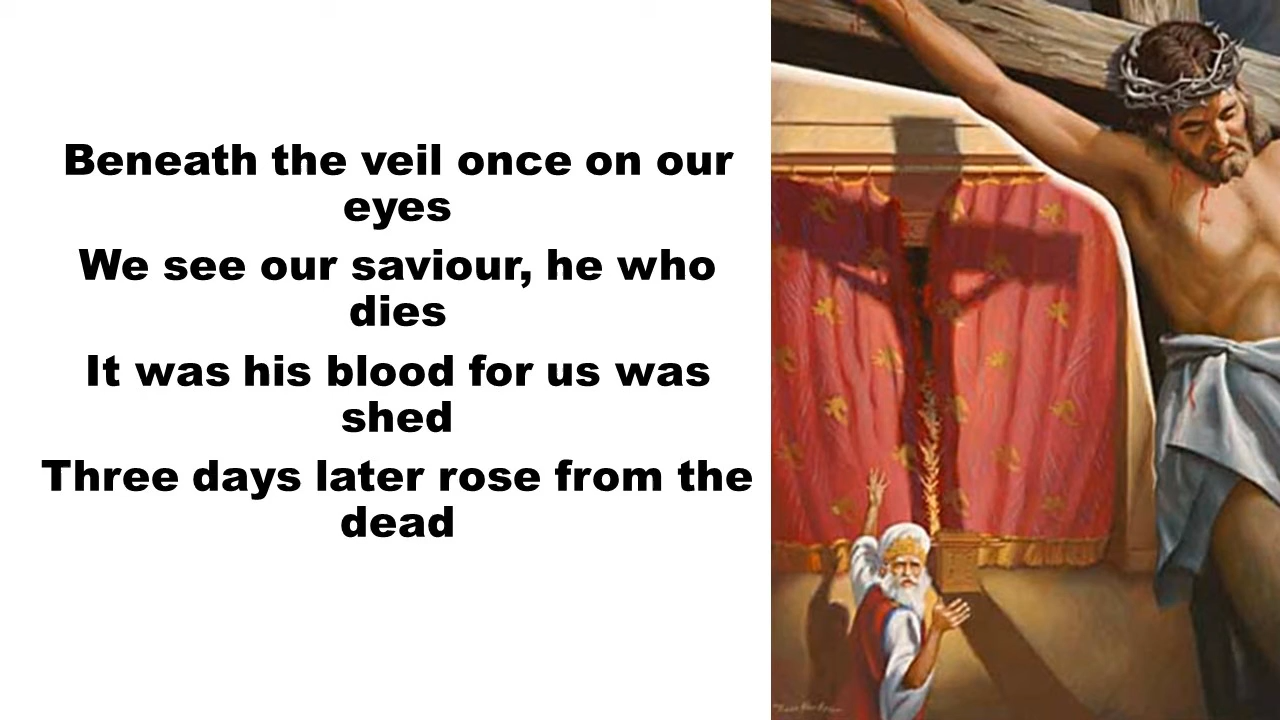 Beneath the veil once on our
eyes
We see our saviour, he who
dies
It was his blood for us was
shed
Three days later rose from the
dead